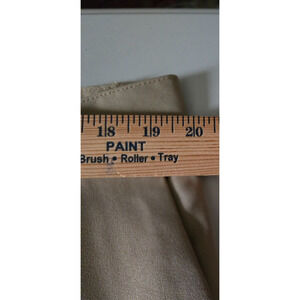 18 19 20
PAINT
Brush • Roller • Tray